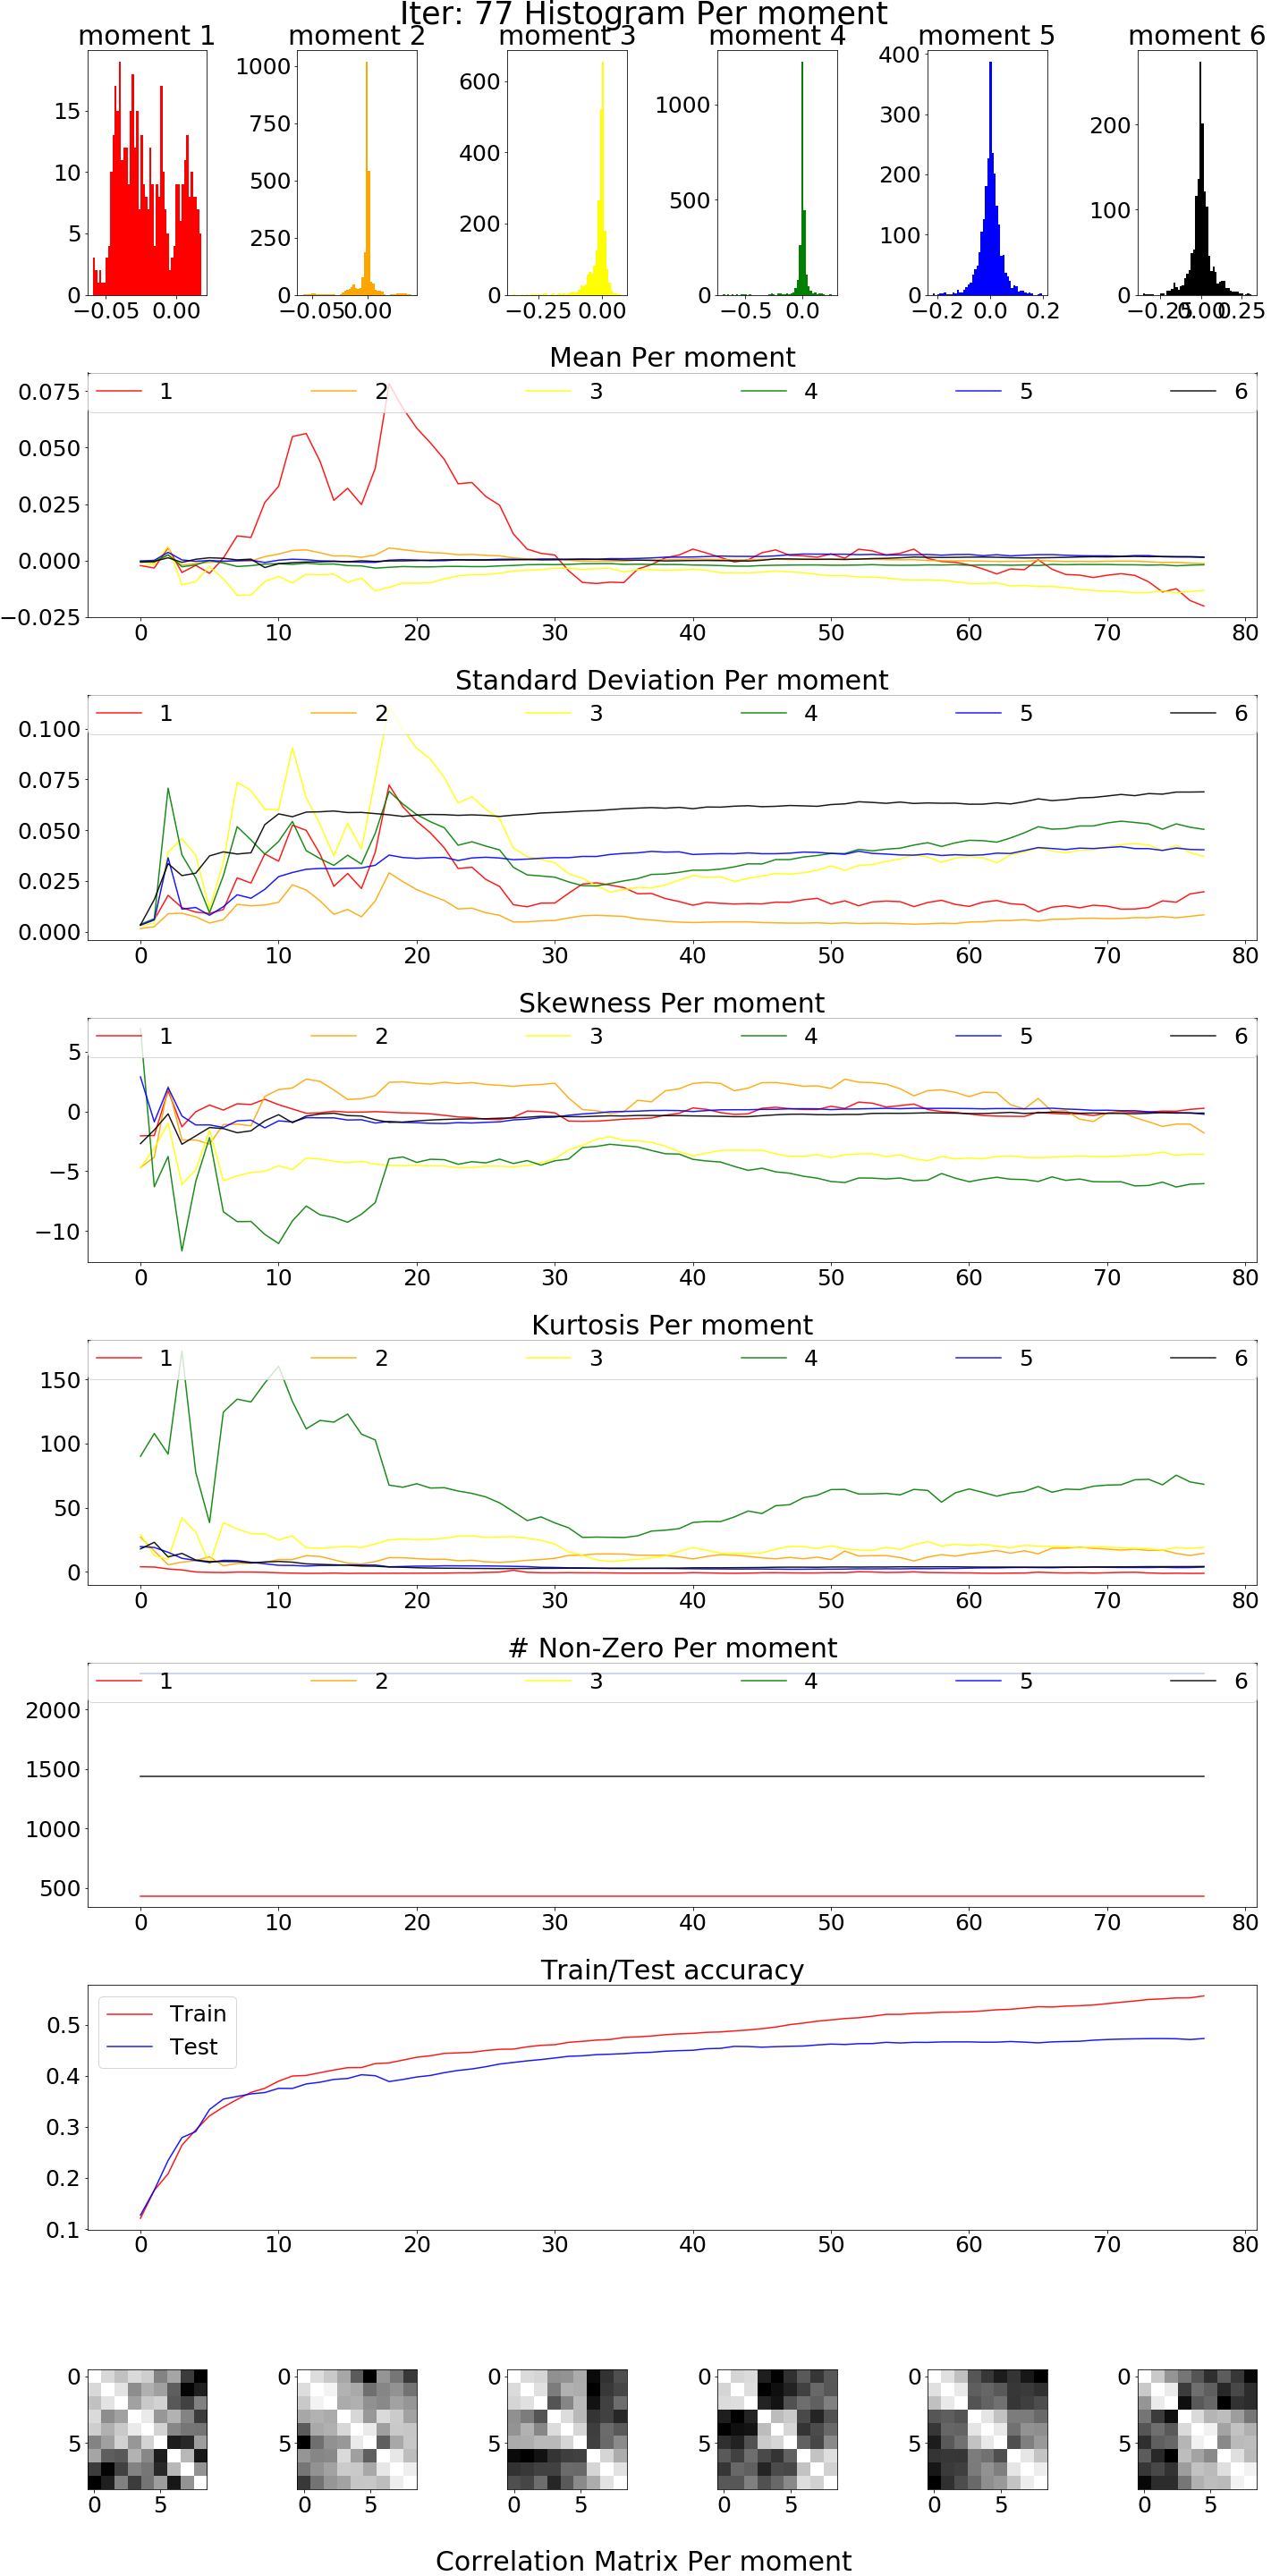 Iter: 77 Histogram Per moment
moment 1 moment 2 moment 3 moment 4 moment 5 moment 6
15
10
5
0
−0.05 0.00
1000
750
500
250
0
−0.05 0.00
600
400
200
0
−0.25 0.00
1000
500
0
−0.5 0.0
400
300
200
100
0
−0.2 0.0 0.2
200
100
0
−0.25 0.00 0.25
Mean Per moment
1 2 3 4 5 6
0.075
0.050
0.025
0.000
−0.025
0 10 20 30 40 50 60 70 80
Standard Deviation Per moment
1 2 3 4 5 6
0.100
0.075
0.050
0.025
0.000
0 10 20 30 40 50 60 70 80
Skewness Per moment
1 2 3 4 5 6
5
0
−5
−10
0 10 20 30 40 50 60 70 80
Kurtosis Per moment
1 2 3 4 5 6
150
100
50
0
0 10 20 30 40 50 60 70 80
# Non-Zero Per moment
1 2 3 4 5 6
2000
1500
1000
500
0 10 20 30 40 50 60 70 80
Train/Test accuracy
Train
Test
0.5
0.4
0.3
0.2
0.1
0 10 20 30 40 50 60 70 80
0 0 0 0 0 0
5 5 5 5 5 5
0 5 0 5 0 5 0 5 0 5 0 5
Correlation Matrix Per moment